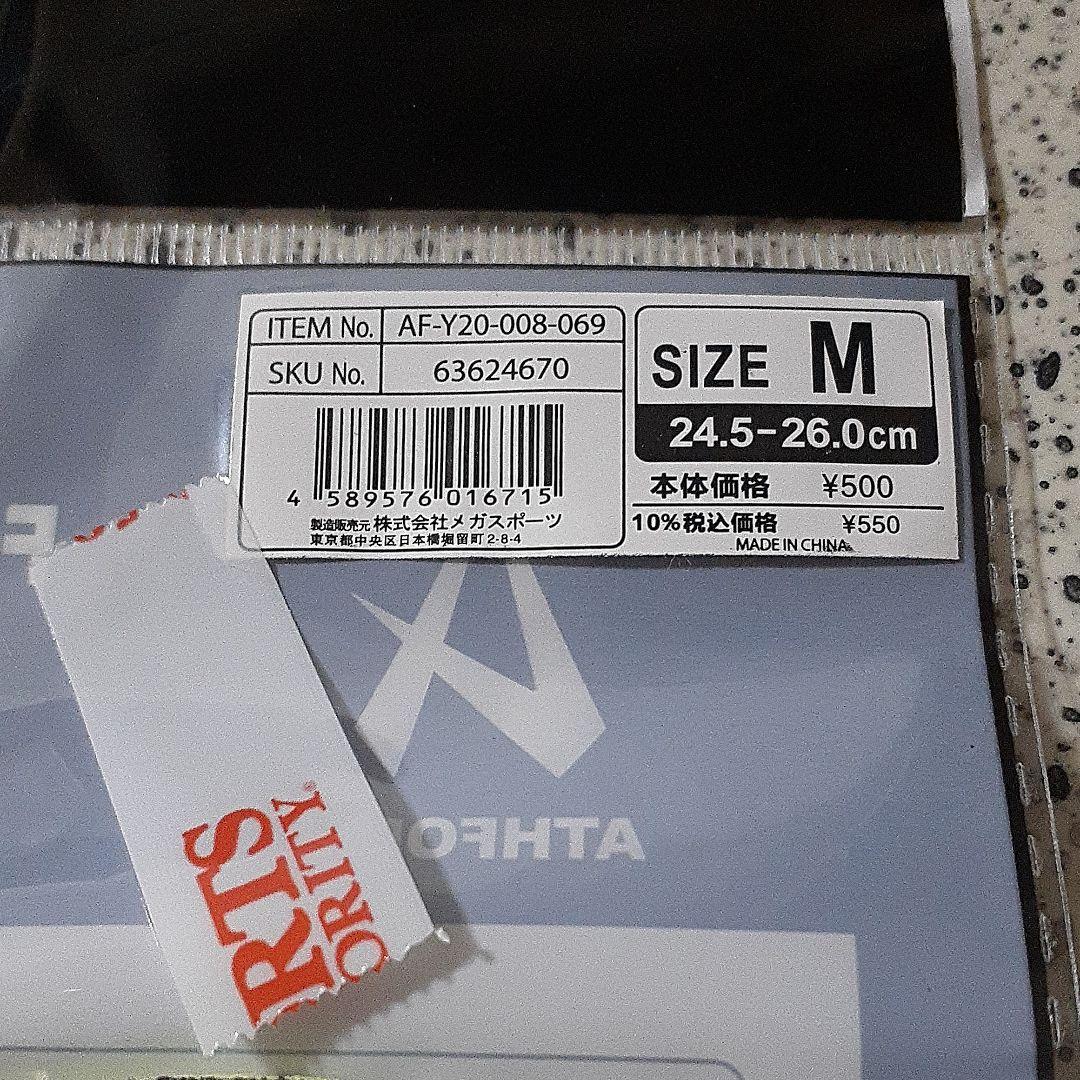 ITEM No. AF-Y20-008-069
SKU No. 63624670
4 589576 016715
製造販売元 株式会社メガスポーツ
東京都中央区日本橋堀留町 2-8-4
SIZE M
24.5-26.0cm
本体価格 ¥500
10%税込価格 ¥550
MADE IN CHINA
RTS
ORITY
ATHFO